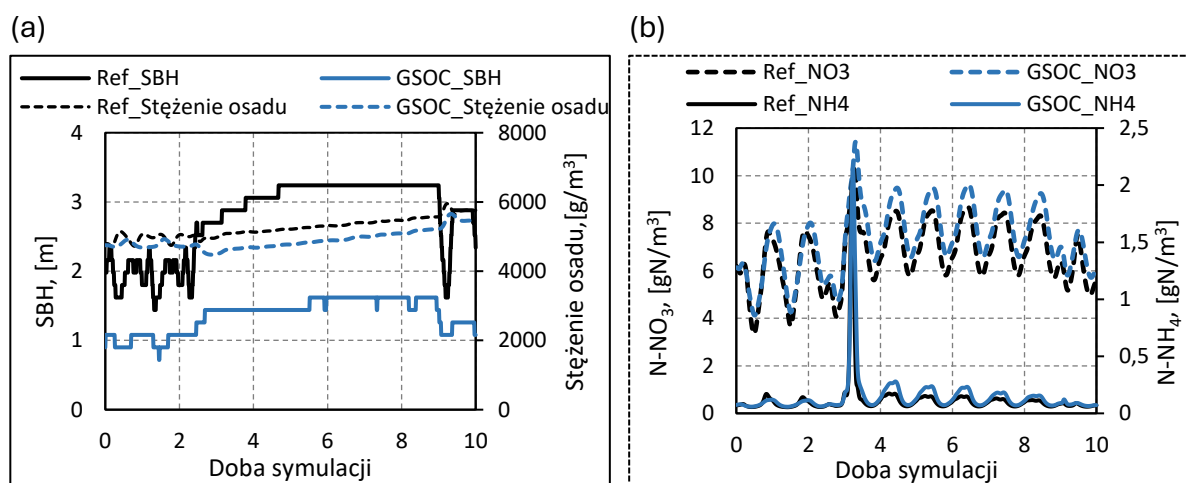 (a)
Ref_SBH GSOC_SBH
Ref_Stężenie osadu GSOC_Stężenie osadu
SBH, [m]
4
3
2
1
0
8000
6000
4000
2000
0
Stężenie osadu, [g/m³]
0 2 4 6 8 10
Doba symulacji
(b)
Ref_NO3 GSOC_NO3
Ref_NH4 GSOC_NH4
N-NO₃, [gN/m³]
12
10
8
6
4
2
0
2,5
2
1,5
1
0,5
0
N-NH₄, [gN/m³]
0 2 4 6 8 10
Doba symulacji